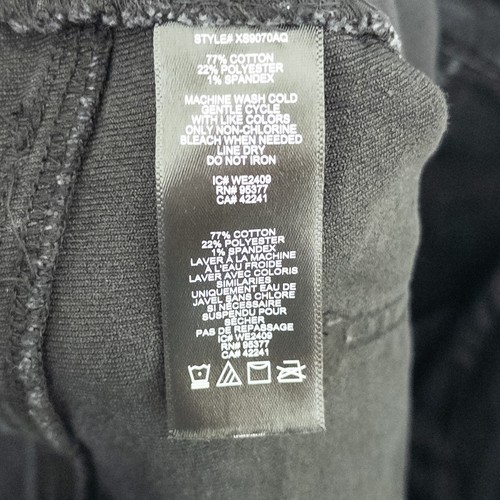 STYLE# XS9070AQ
77% COTTON
22% POLYESTER
1% SPANDEX
MACHINE WASH COLD
GENTLE CYCLE
WITH LIKE COLORS
ONLY NON-CHLORINE
BLEACH WHEN NEEDED
LINE DRY
DO NOT IRON
IC# WE2409
RN# 95377
CA# 42241
77% COTTON
22% POLYESTER
1% SPANDEX
LAVER À LA MACHINE
À L'EAU FROIDE
LAVER AVEC COLORIS
SIMILARIES
UNIQUEMENT EAU DE
JAVEL SANS CHLORE
SI NÉCESSAIRE
SUSPENDU POUR
SÉCHER
PAS DE REPASSAGE
IC# WE2409
RN# 95377
CA# 42241